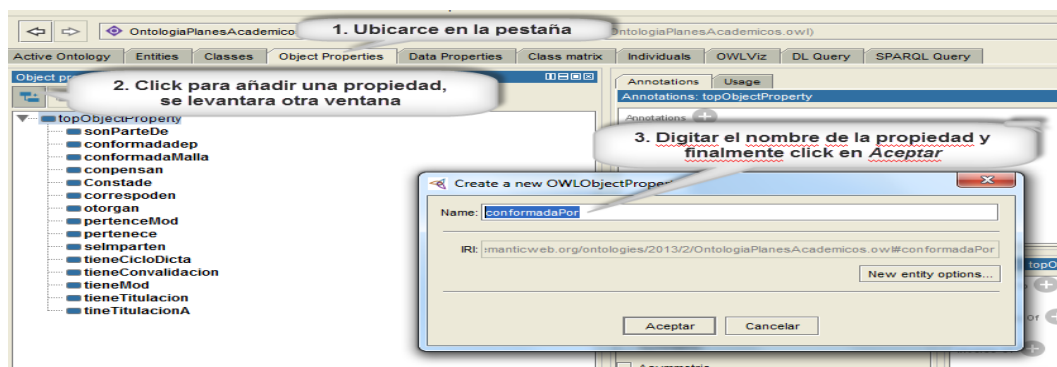 OntologiaPlanesAcademico
1. Ubicarce en la pestaña
OntologiaPlanesAcademicos.owl)
Active Ontology Entities Classes Object Properties Data Properties Class matrix Individuals OWLViz DL Query SPARQL Query
Object pr
2. Click para añadir una propiedad,
se levantara otra ventana
Annotations Usage
Annotations: topObjectProperty
Annotations
topObjectProperty
sonParteDe
conformadadep
conformadaMalla
conpensan
Constade
correspoden
otorgan
pertenceMod
pertenece
seImparten
tieneCicloDicta
tieneConvalidacion
tieneMod
tieneTitulacion
tineTitulacionA
3. Digitar el nombre de la propiedad y
finalmente click en Aceptar
Create a new OWLObjectProper
Name: conformadaPor
IRI: manticweb.org/ontologies/2013/2/OntologiaPlanesAcademicos.owl#conformadaPor
New entity options...
Aceptar Cancelar
topO
Of